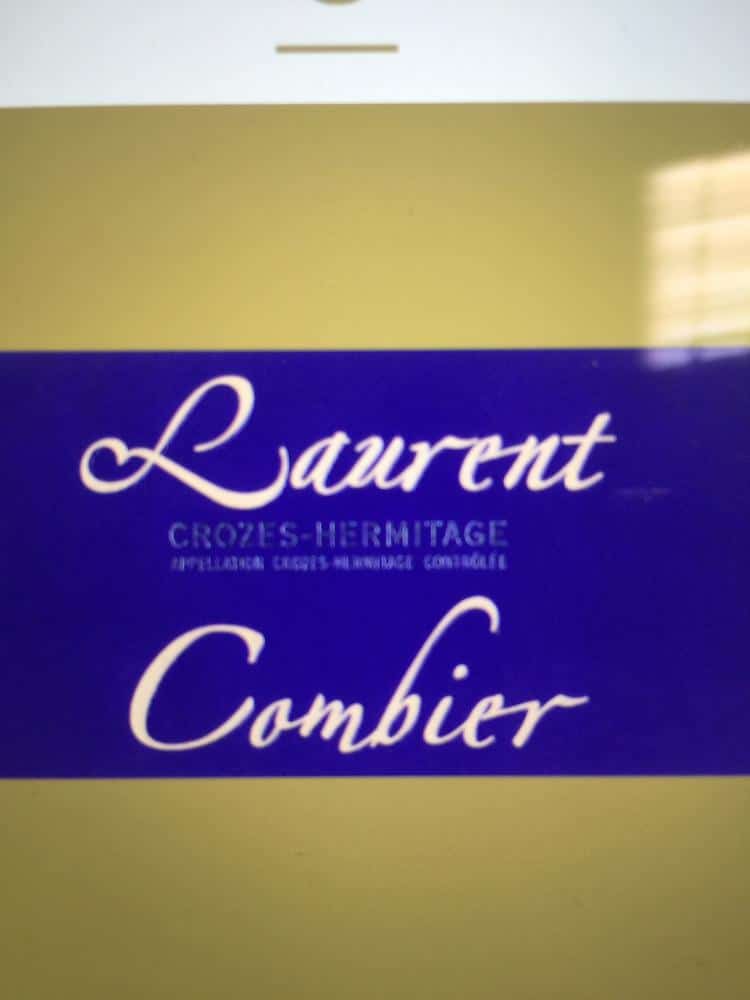 Laurent
CROZES-HERMITAGE
APPELLATION CROZES-HERMITAGE CONTRÔLÉE
Combier